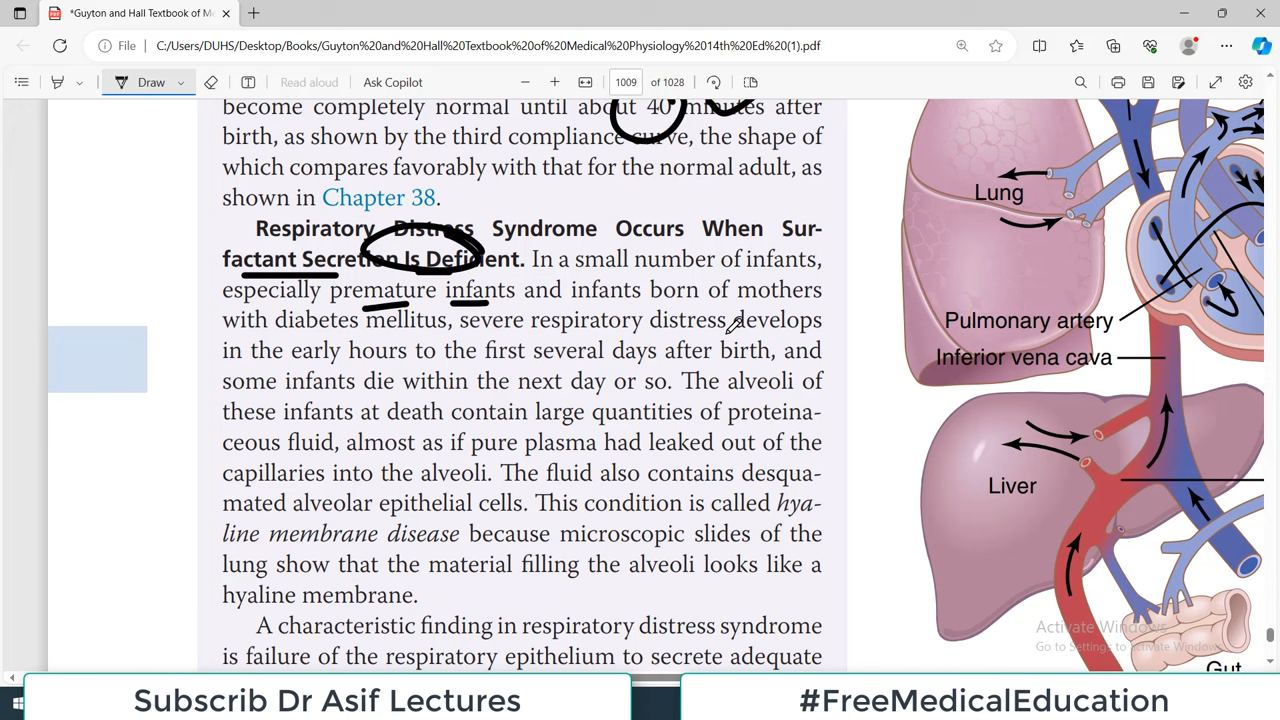 *Guyton and Hall Textbook of Me
File
C:/Users/DUHS/Desktop/Books/Guyton%20and%20Hall%20Textbook%20of%20Medical%20Physiology%2014th%20Ed%20(1).pdf
Draw
Read aloud
Ask Copilot
1009
of 1028
become completely normal until about 40 minutes after
birth, as shown by the third compliance curve, the shape of
which compares favorably with that for the normal adult, as
shown in Chapter 38.
Respiratory Distress Syndrome Occurs When Sur-
factant Secretion Is Deficient. In a small number of infants,
especially premature infants and infants born of mothers
with diabetes mellitus, severe respiratory distress develops
in the early hours to the first several days after birth, and
some infants die within the next day or so. The alveoli of
these infants at death contain large quantities of proteina-
ceous fluid, almost as if pure plasma had leaked out of the
capillaries into the alveoli. The fluid also contains desqua-
mated alveolar epithelial cells. This condition is called hya-
line membrane disease because microscopic slides of the
lung show that the material filling the alveoli looks like a
hyaline membrane.
A characteristic finding in respiratory distress syndrome
is failure of the respiratory epithelium to secrete adequate
Lung
Pulmonary artery
Inferior vena cava
Liver
Gut
Activate Windows
Go to Settings to activate Windows.
Subscrib Dr Asif Lectures
#FreeMedicalEducation